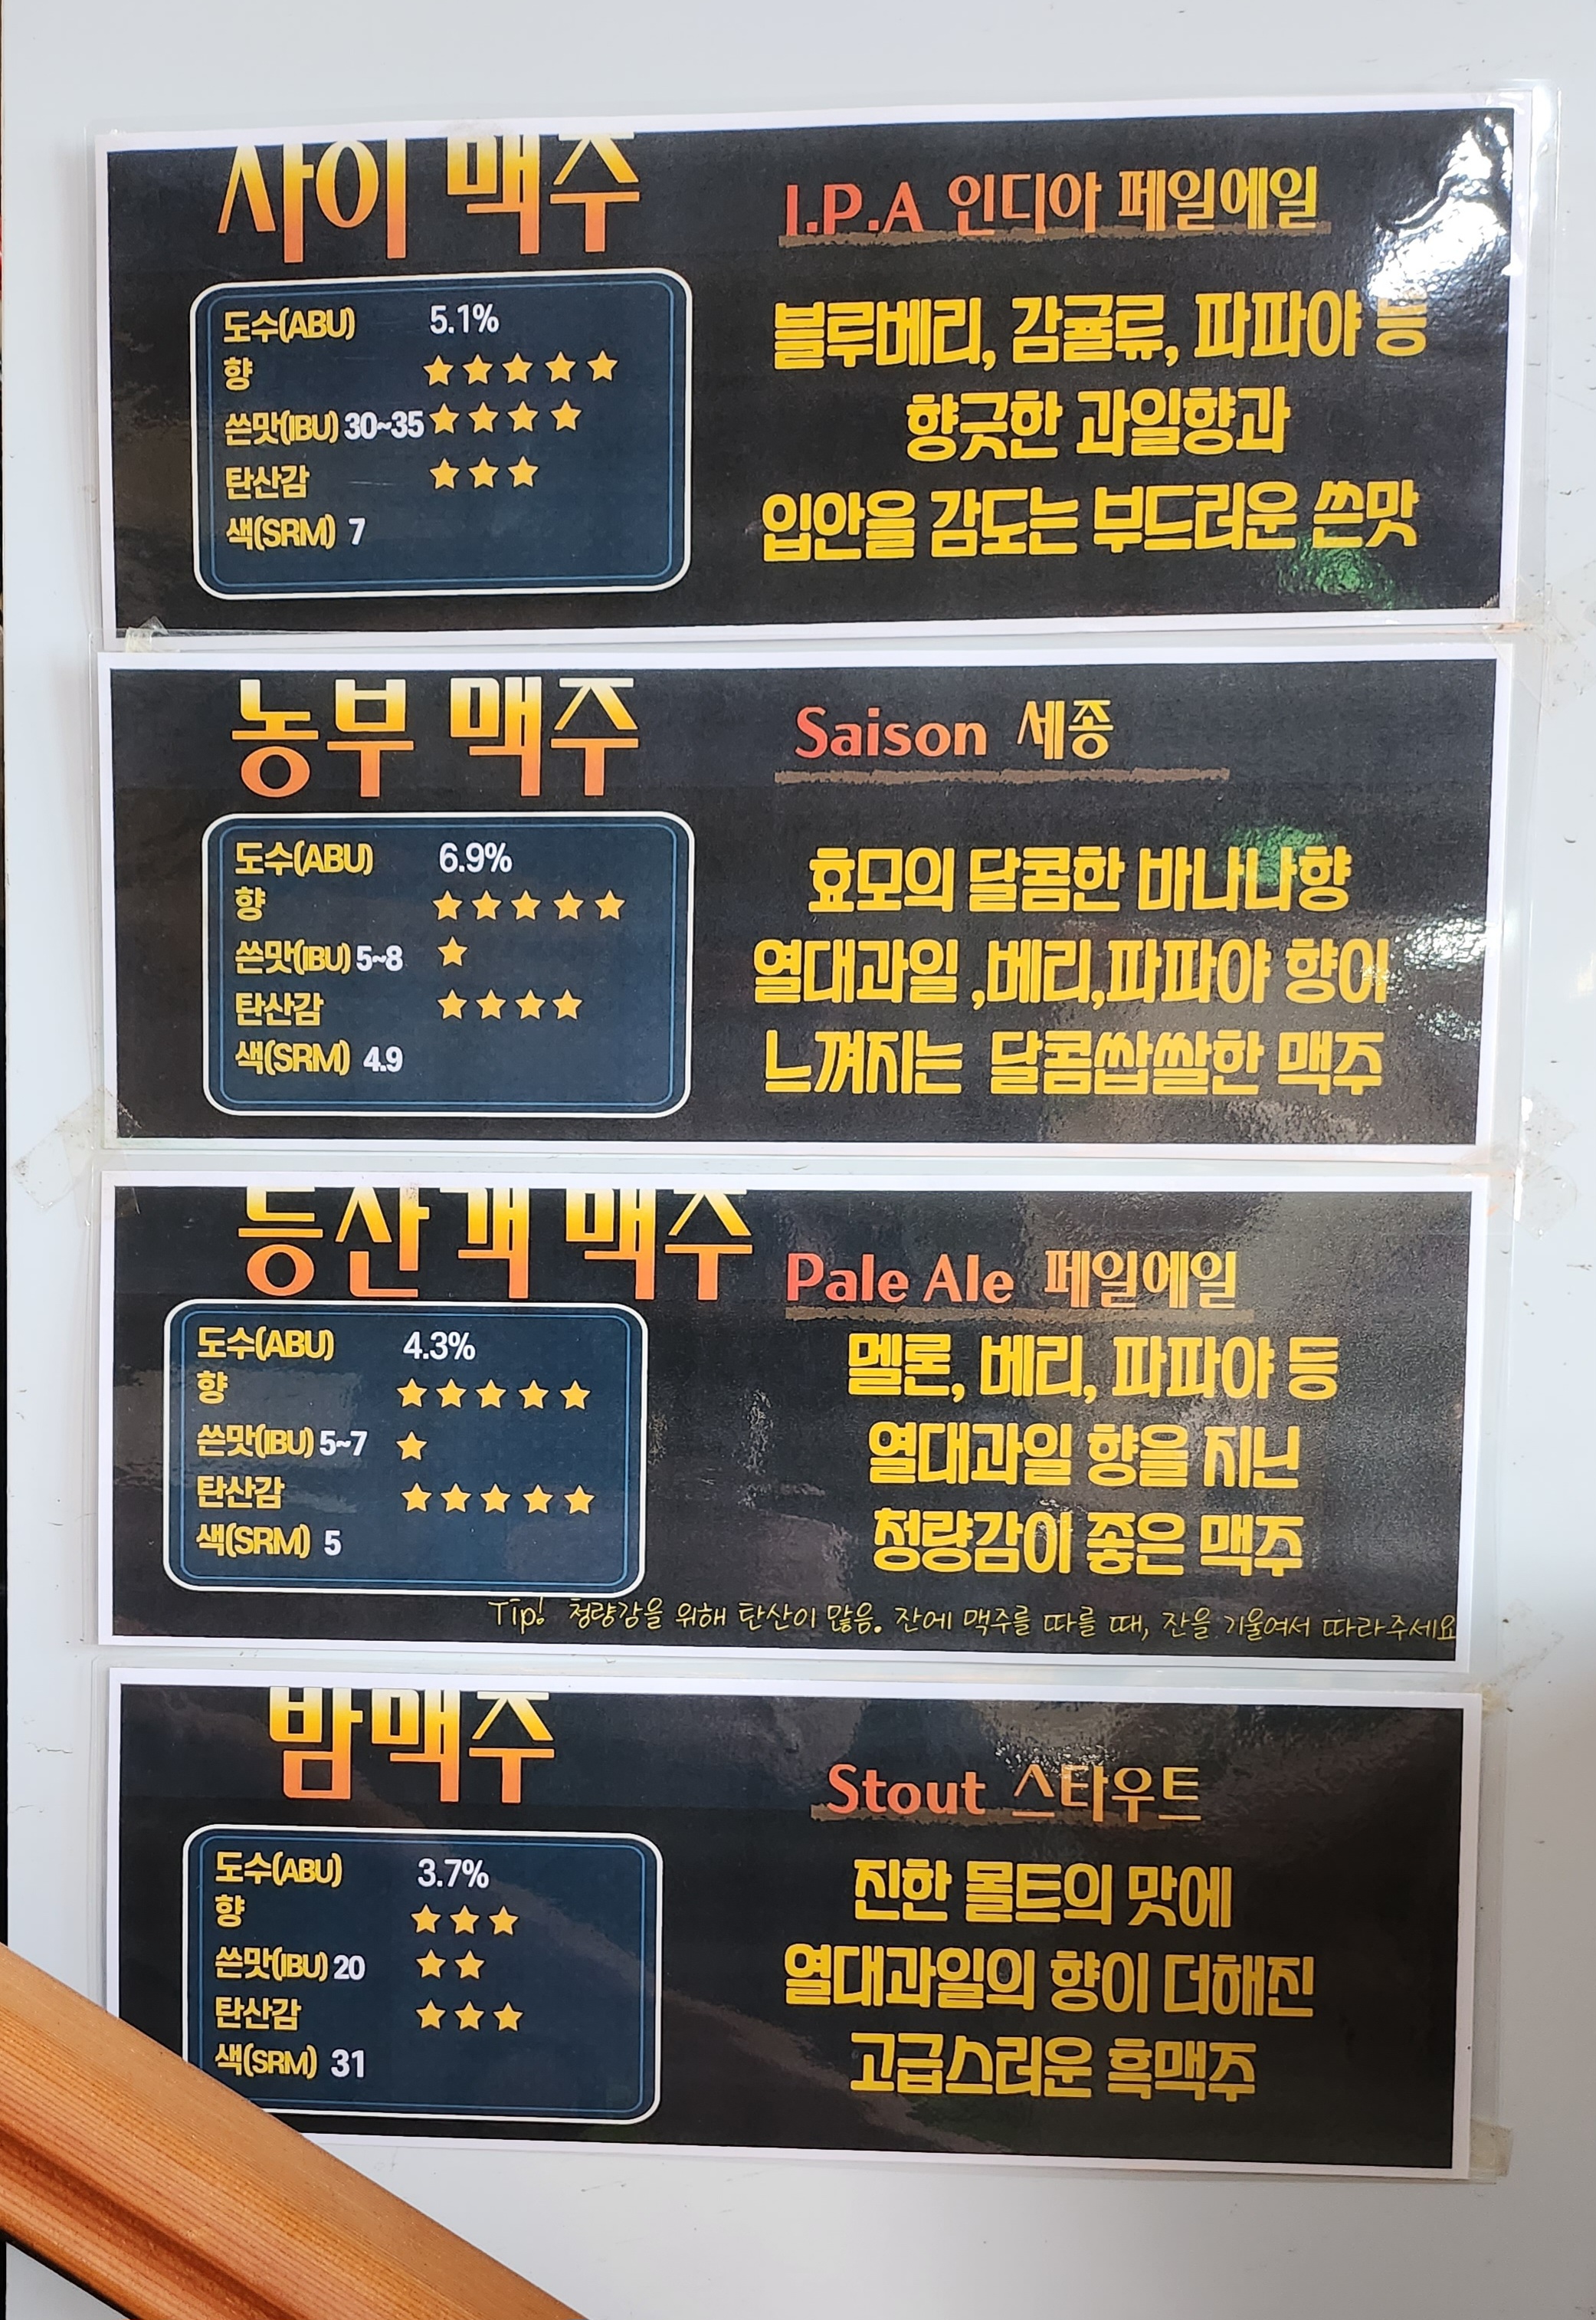 사이 맥주
I.P.A 인디아 페일에일
도수(ABU) 5.1%
향 ★★★★★
쓴맛(IBU) 30~35 ★★★★
탄산감 ★★★
색(SRM) 7
블루베리, 감귤류, 파파야 등
향긋한 과일향과
입안을 감도는 부드러운 쓴맛
농부 맥주
Saison 세종
도수(ABU) 6.9%
향 ★★★★★
쓴맛(IBU) 5~8 ★
탄산감 ★★★★
색(SRM) 4.9
효모의 달콤한 바나나향
열대과일 ,베리,파파야 향이
느껴지는 달콤쌉쌀한 맥주
등산객 맥주
Pale Ale 페일에일
도수(ABU) 4.3%
향 ★★★★★
쓴맛(IBU) 5~7 ★
탄산감 ★★★★★
색(SRM) 5
멜론, 베리, 파파야 등
열대과일 향을 지닌
청량감이 좋은 맥주
Tip! 청량감을 위해 탄산이 많음. 잔에 맥주를 따를 때, 잔을 기울여서 따라주세요
밤맥주
Stout 스타우트
도수(ABU) 3.7%
향 ★★★
쓴맛(IBU) 20 ★★
탄산감 ★★★
색(SRM) 31
진한 몰트의 맛에
열대과일의 향이 더해진
고급스러운 흑맥주